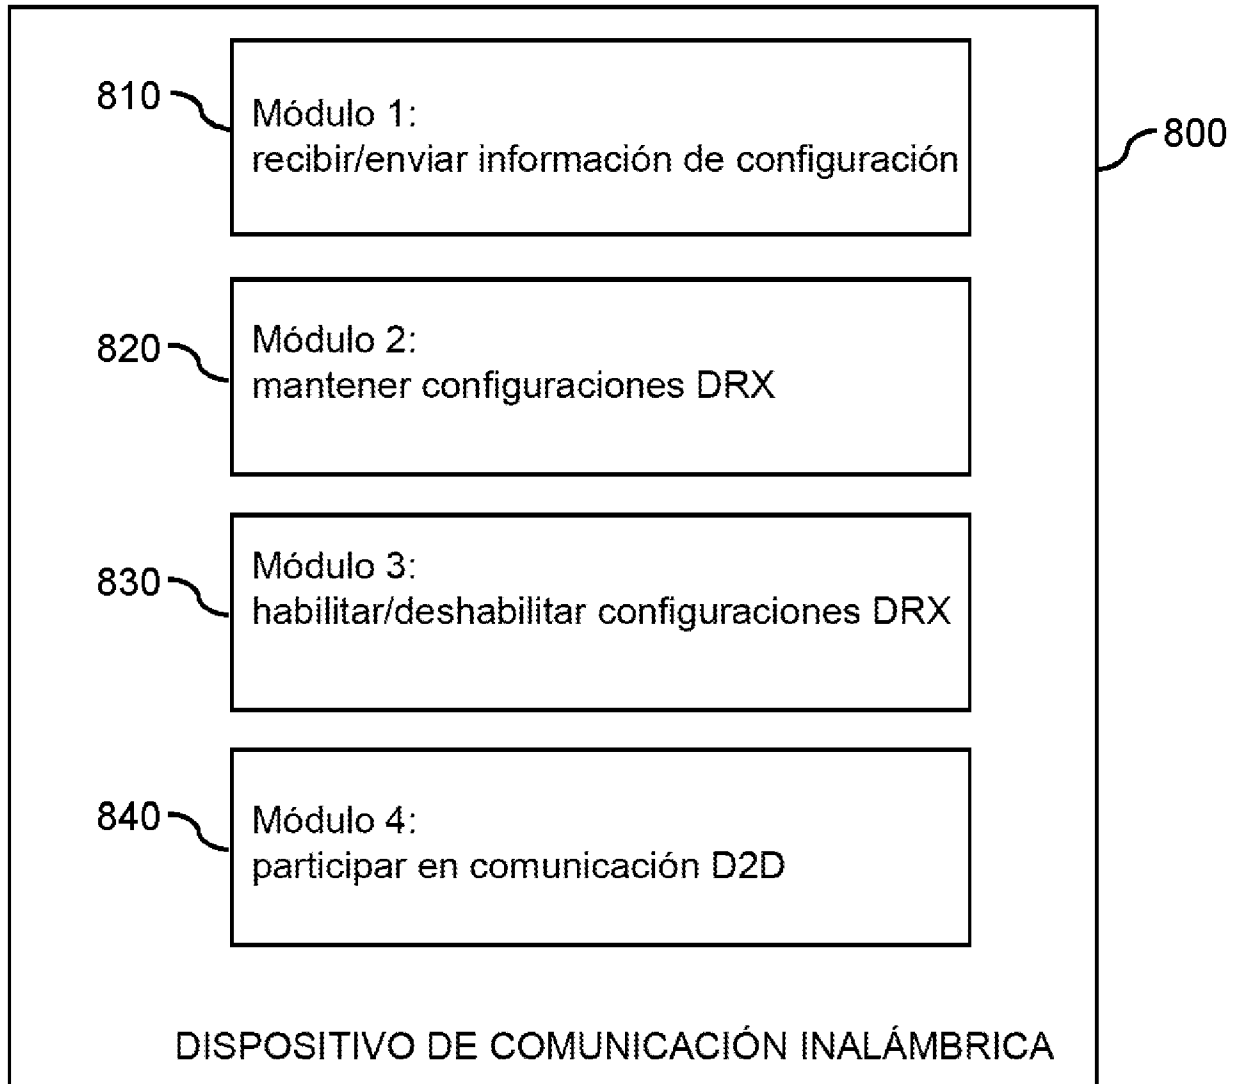 810
Módulo 1:
recibir/enviar información de configuración
800
820
Módulo 2:
mantener configuraciones DRX
830
Módulo 3:
habilitar/deshabilitar configuraciones DRX
840
Módulo 4:
participar en comunicación D2D
DISPOSITIVO DE COMUNICACIÓN INALÁMBRICA